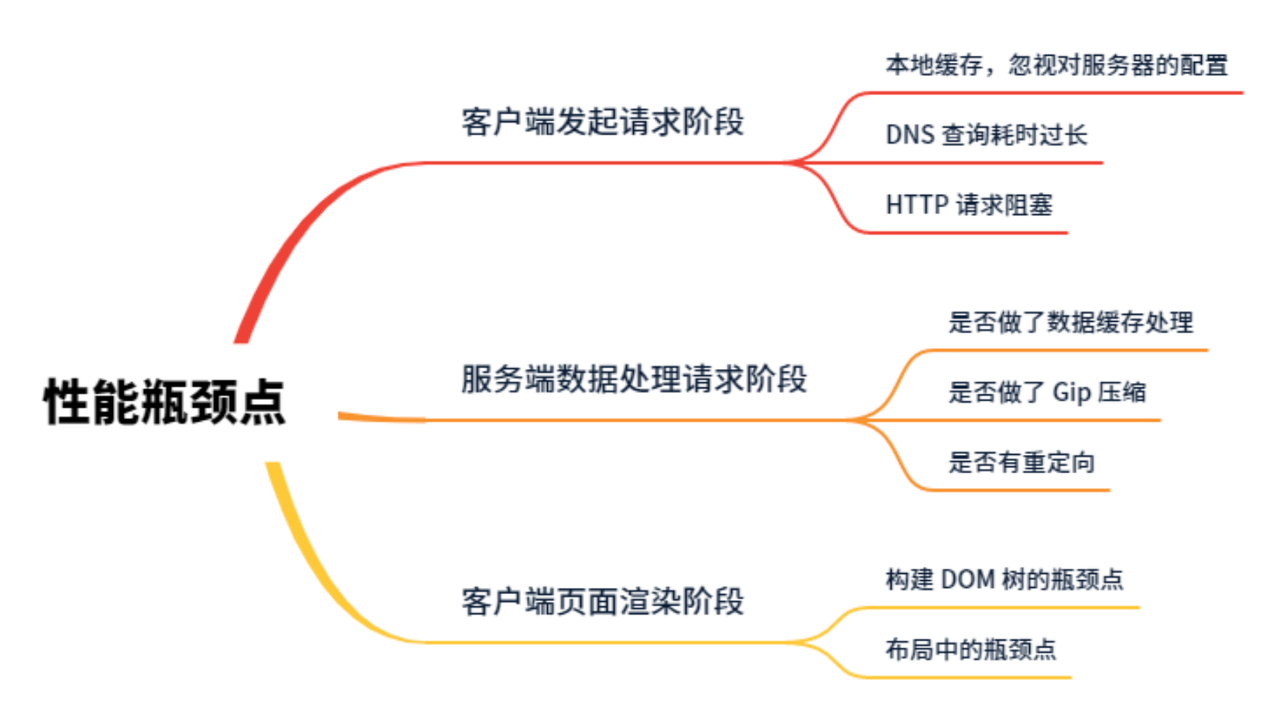 性能瓶颈点
客户端发起请求阶段
本地缓存，忽视对服务器的配置
DNS 查询耗时过长
HTTP 请求阻塞
服务端数据处理请求阶段
是否做了数据缓存处理
是否做了 Gip 压缩
是否有重定向
客户端页面渲染阶段
构建 DOM 树的瓶颈点
布局中的瓶颈点